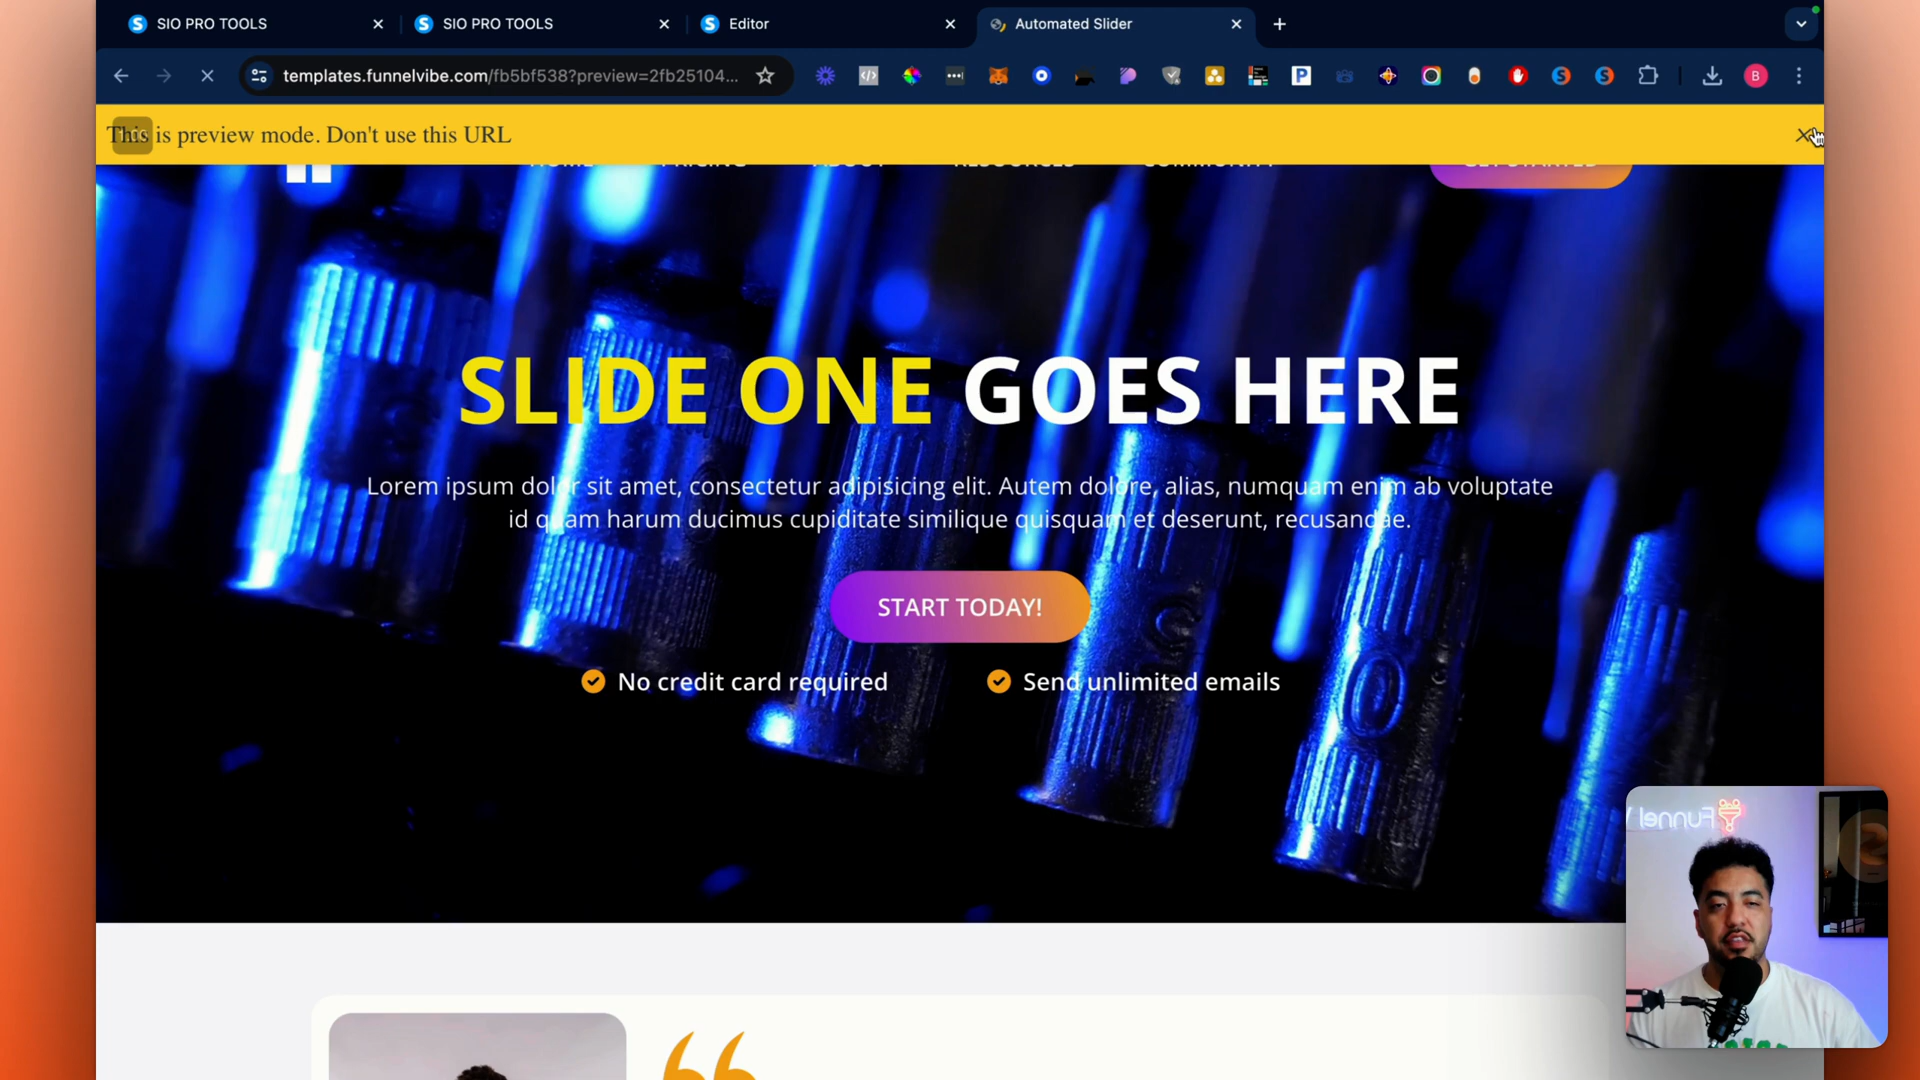 SIO PRO TOOLS
SIO PRO TOOLS
Editor
Automated Slider
templates.funnelvibe.com/fb5bf538?preview=2fb25104...
This is preview mode. Don't use this URL
HOME PRICING ABOUT RESOURCES COMMUNITY GET STARTED
SLIDE ONE GOES HERE
Lorem ipsum dolor sit amet, consectetur adipisicing elit. Autem dolore, alias, numquam enim ab voluptate
id quam harum ducimus cupiditate similique quisquam et deserunt, recusandae.
START TODAY!
No credit card required
Send unlimited emails
Funnel V